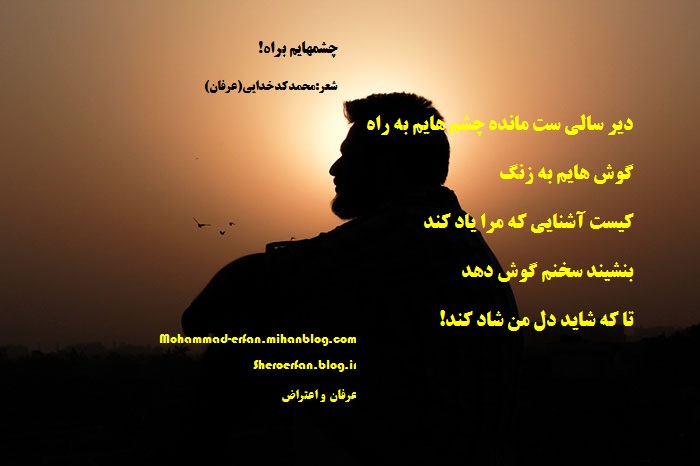 چشمهایم براه!
شعر:محمدکدخدایی(عرفان)
دیر سالی ست مانده چشم هایم به راه
گوش هایم به زنگ
کیست آشنایی که مرا یاد کند
بنشیند سخنم گوش دهد
تا که شاید دل من شاد کند!
Mohammad-erfan.mihanblog.com
Sheroerfan.blog.ir
عرفان و اعتراض